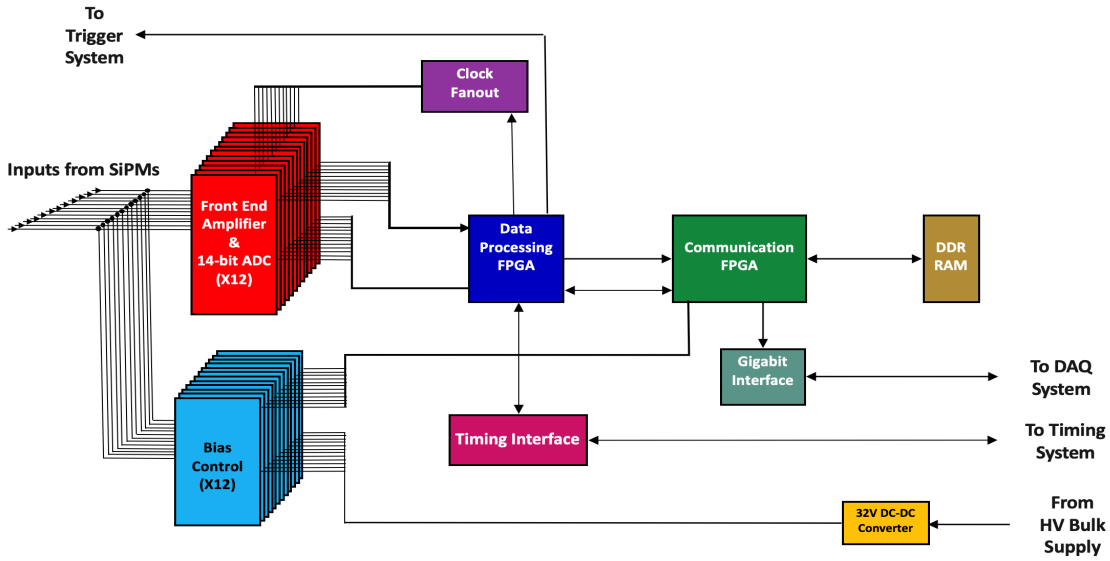 To
Trigger
System
Clock
Fanout
Inputs from SiPMs
Front End
Amplifier
&
14-bit ADC
(X12)
Data
Processing
FPGA
Communication
FPGA
DDR
RAM
Gigabit
Interface
To DAQ
System
Timing Interface
To Timing
System
Bias
Control
(X12)
32V DC-DC
Converter
From
HV Bulk
Supply